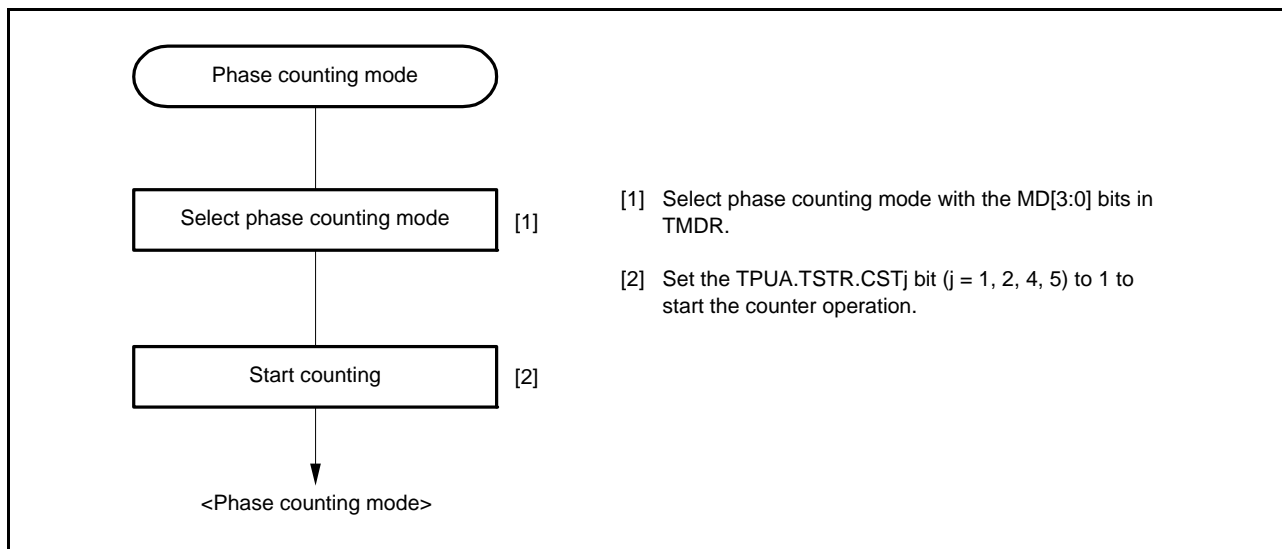 Phase counting mode
Select phase counting mode [1]
Start counting [2]
<Phase counting mode>
[1] Select phase counting mode with the MD[3:0] bits in
TMDR.
[2] Set the TPUA.TSTR.CSTj bit (j = 1, 2, 4, 5) to 1 to
start the counter operation.